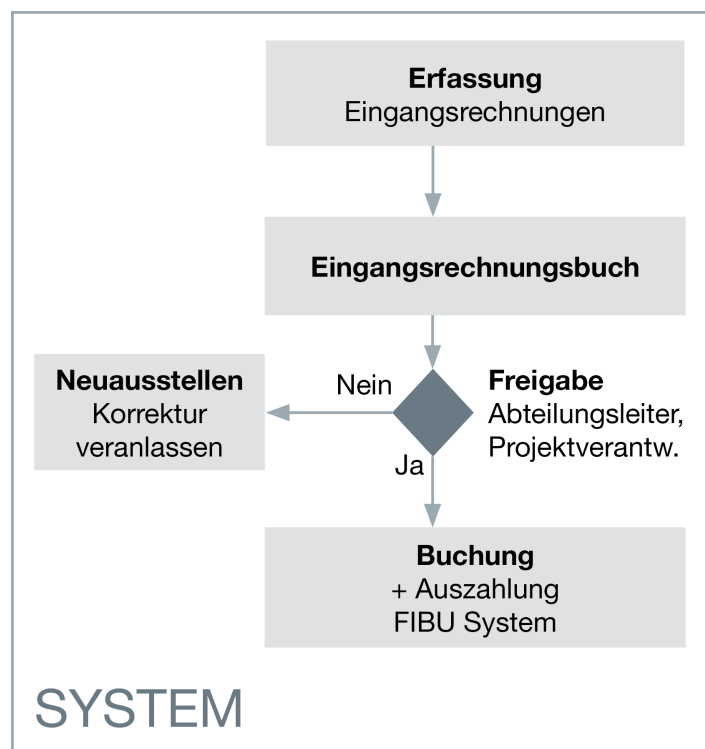 Erfassung
Eingangsrechnungen
Eingangsrechnungsbuch
Neuausstellen
Korrektur
veranlassen
Nein
Freigabe
Abteilungsleiter,
Projektverantw.
Ja
Buchung
+ Auszahlung
FIBU System
SYSTEM